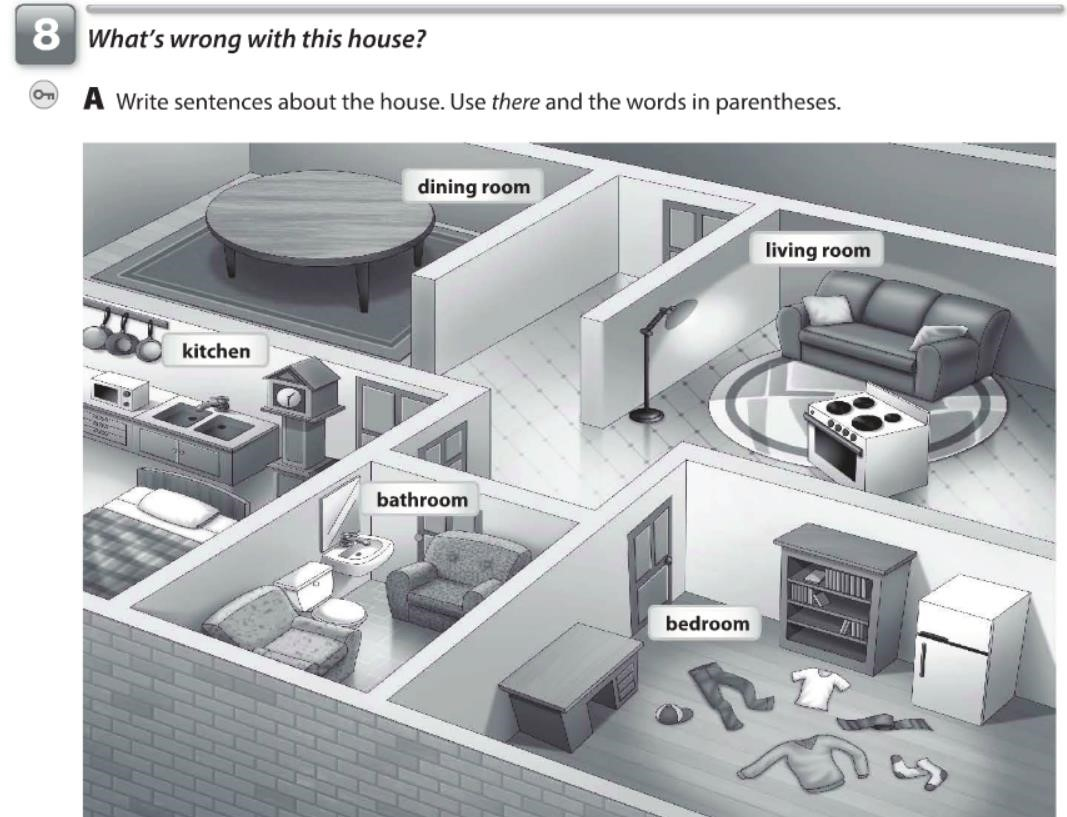 8 What's wrong with this house?
A Write sentences about the house. Use there and the words in parentheses.
dining room
living room
kitchen
bathroom
bedroom